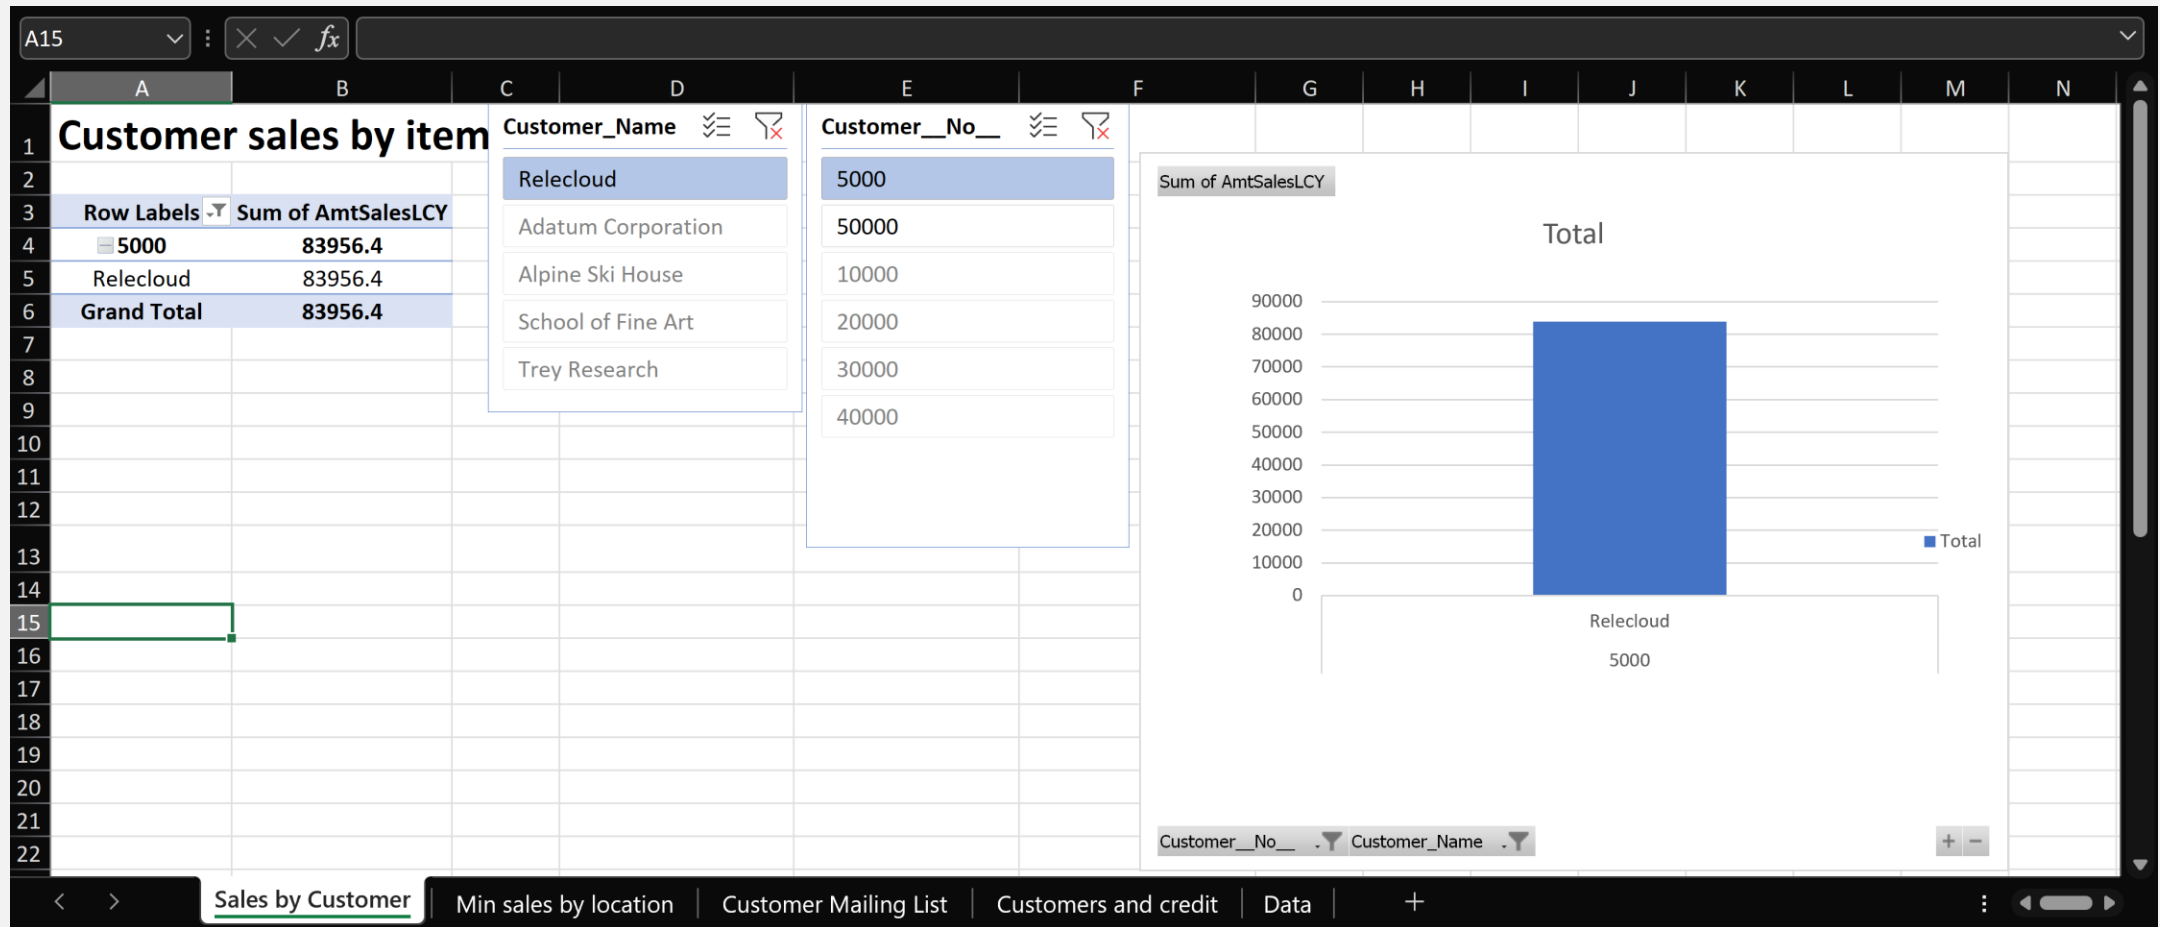 A15
fx
A B C D E F G H I J K L M N
1 Customer sales by item
2
3 Row Labels Sum of AmtSalesLCY
4 5000 83956.4
5 Relecloud 83956.4
6 Grand Total 83956.4
7
8
9
10
11
12
13
14
15
16
17
18
19
20
21
22
Customer_Name
Relecloud
Adatum Corporation
Alpine Ski House
School of Fine Art
Trey Research
Customer__No__
5000
50000
10000
20000
30000
40000
Sum of AmtSalesLCY
Total
90000
80000
70000
60000
50000
40000
30000
20000
10000
0
Total
Relecloud
5000
Customer__No__ Customer_Name
+ −
Sales by Customer Min sales by location Customer Mailing List Customers and credit Data +